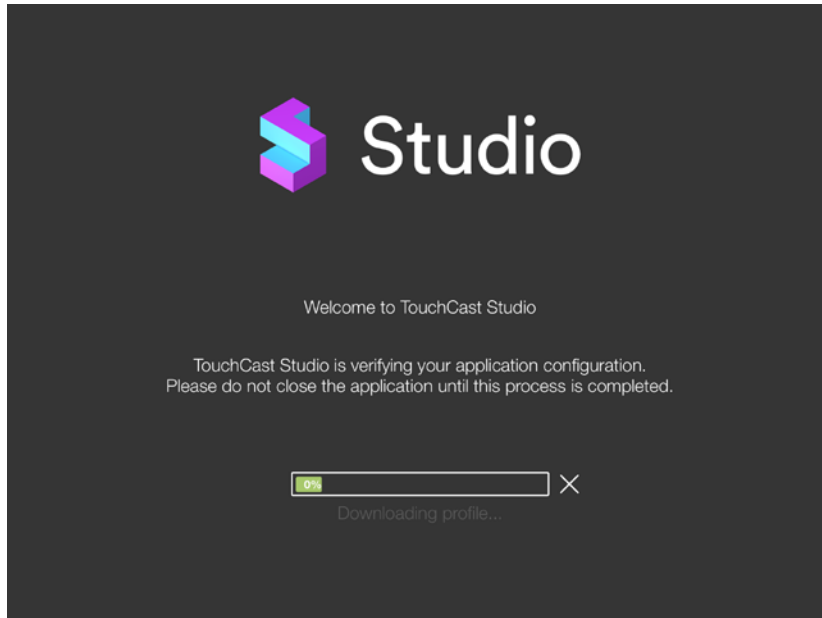 Studio
Welcome to TouchCast Studio
TouchCast Studio is verifying your application configuration.
Please do not close the application until this process is completed.
0%
Downloading profile...